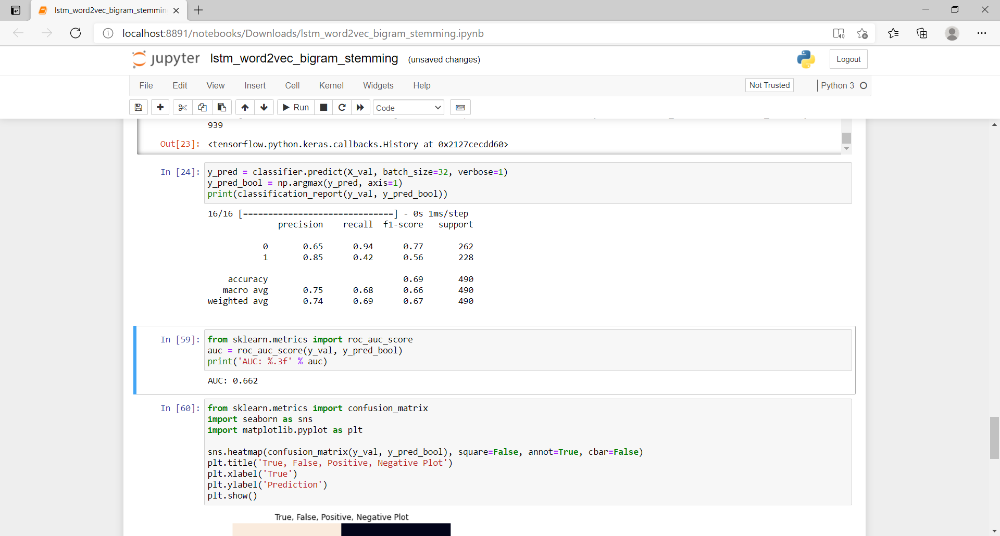 lstm_word2vec_bigram_stemmin
localhost:8891/notebooks/Downloads/lstm_word2vec_bigram_stemming.ipynb
jupyter lstm_word2vec_bigram_stemming (unsaved changes)
Logout
File Edit View Insert Cell Kernel Widgets Help
Not Trusted
Python 3
Run
Code
939
Out[23]: <tensorflow.python.keras.callbacks.History at 0x2127cecdd60>
In [24]: y_pred = classifier.predict(X_val, batch_size=32, verbose=1)
y_pred_bool = np.argmax(y_pred, axis=1)
print(classification_report(y_val, y_pred_bool))
16/16 [==============================] - 0s 1ms/step
precision recall f1-score support
0 0.65 0.94 0.77 262
1 0.85 0.42 0.56 228
accuracy 0.69 490
macro avg 0.75 0.68 0.66 490
weighted avg 0.74 0.69 0.67 490
In [59]: from sklearn.metrics import roc_auc_score
auc = roc_auc_score(y_val, y_pred_bool)
print('AUC: %.3f' % auc)
AUC: 0.662
In [60]: from sklearn.metrics import confusion_matrix
import seaborn as sns
import matplotlib.pyplot as plt
sns.heatmap(confusion_matrix(y_val, y_pred_bool), square=False, annot=True, cbar=False)
plt.title('True, False, Positive, Negative Plot')
plt.xlabel('True')
plt.ylabel('Prediction')
plt.show()
True, False, Positive, Negative Plot